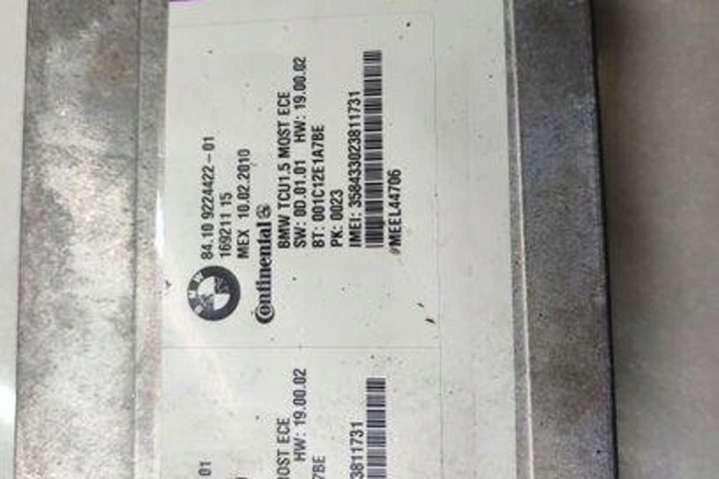 BMW
84.10 9224422-01
169211 15
MEX 10.02.2010
Continental
BMW TCU1.5 MOST ECE
SW: 0D.01.01 HW: 19.00.02
BT: 001C12E1A7BE
PK: 0023
IMEI: 358433023811731
#MEEL44706
01
OST ECE
HW: 19.00.02
7BE
3811731